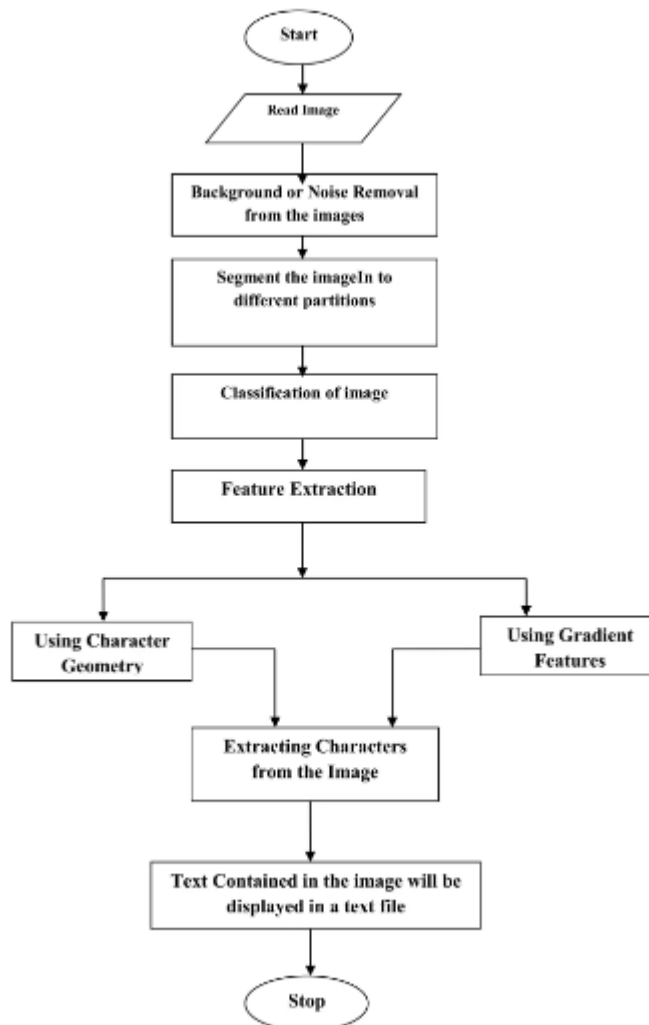 Start
Read Image
Background or Noise Removal
from the images
Segment the imageIn to
different partitions
Classification of image
Feature Extraction
Using Character
Geometry
Using Gradient
Features
Extracting Characters
from the Image
Text Contained in the image will be
displayed in a text file
Stop